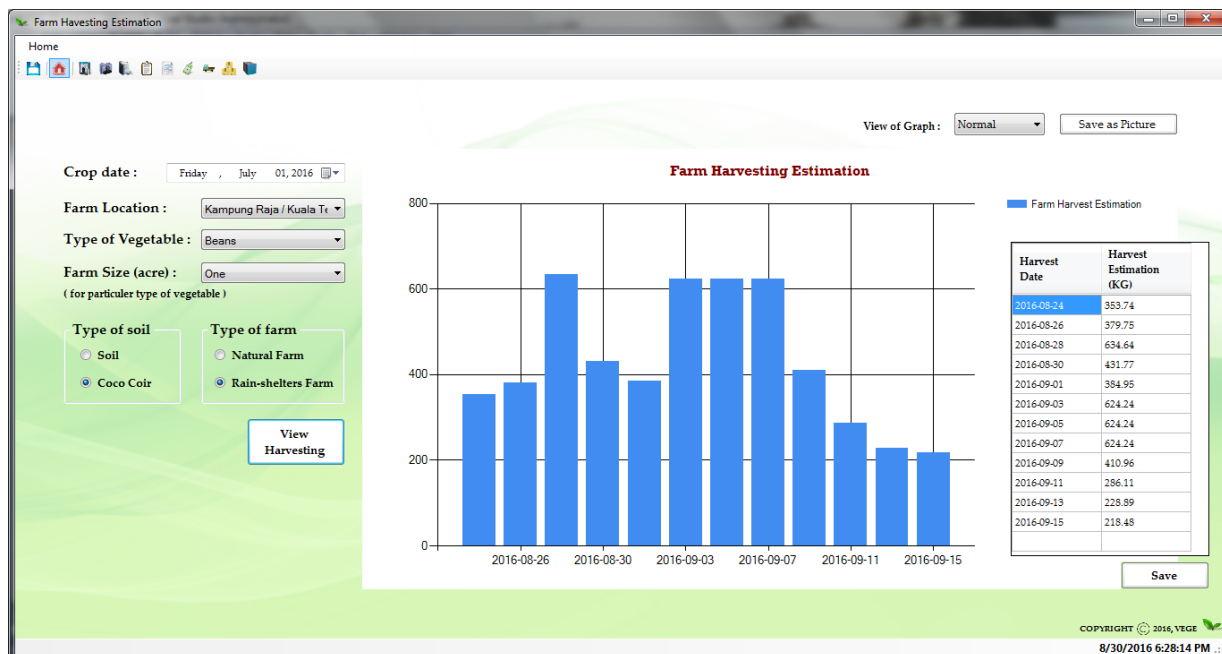 Farm Havesting Estimation
Home
View of Graph :
Normal
Save as Picture
Crop date :
Friday , July 01, 2016
Farm Location :
Kampung Raja / Kuala Te
Type of Vegetable :
Beans
Farm Size (acre) :
One
( for particuler type of vegetable )
Type of soil
Soil
Coco Coir
Type of farm
Natural Farm
Rain-shelters Farm
View
Harvesting
Farm Harvesting Estimation
800
600
400
200
0
2016-08-26 2016-08-30 2016-09-03 2016-09-07 2016-09-11 2016-09-15
Farm Harvest Estimation
Harvest
Date
Harvest
Estimation
(KG)
2016-08-24 353.74
2016-08-26 379.75
2016-08-28 634.64
2016-08-30 431.77
2016-09-01 384.95
2016-09-03 624.24
2016-09-05 624.24
2016-09-07 624.24
2016-09-09 410.96
2016-09-11 286.11
2016-09-13 228.89
2016-09-15 218.48
Save
COPYRIGHT © 2016, VEGE
8/30/2016 6:28:14 PM